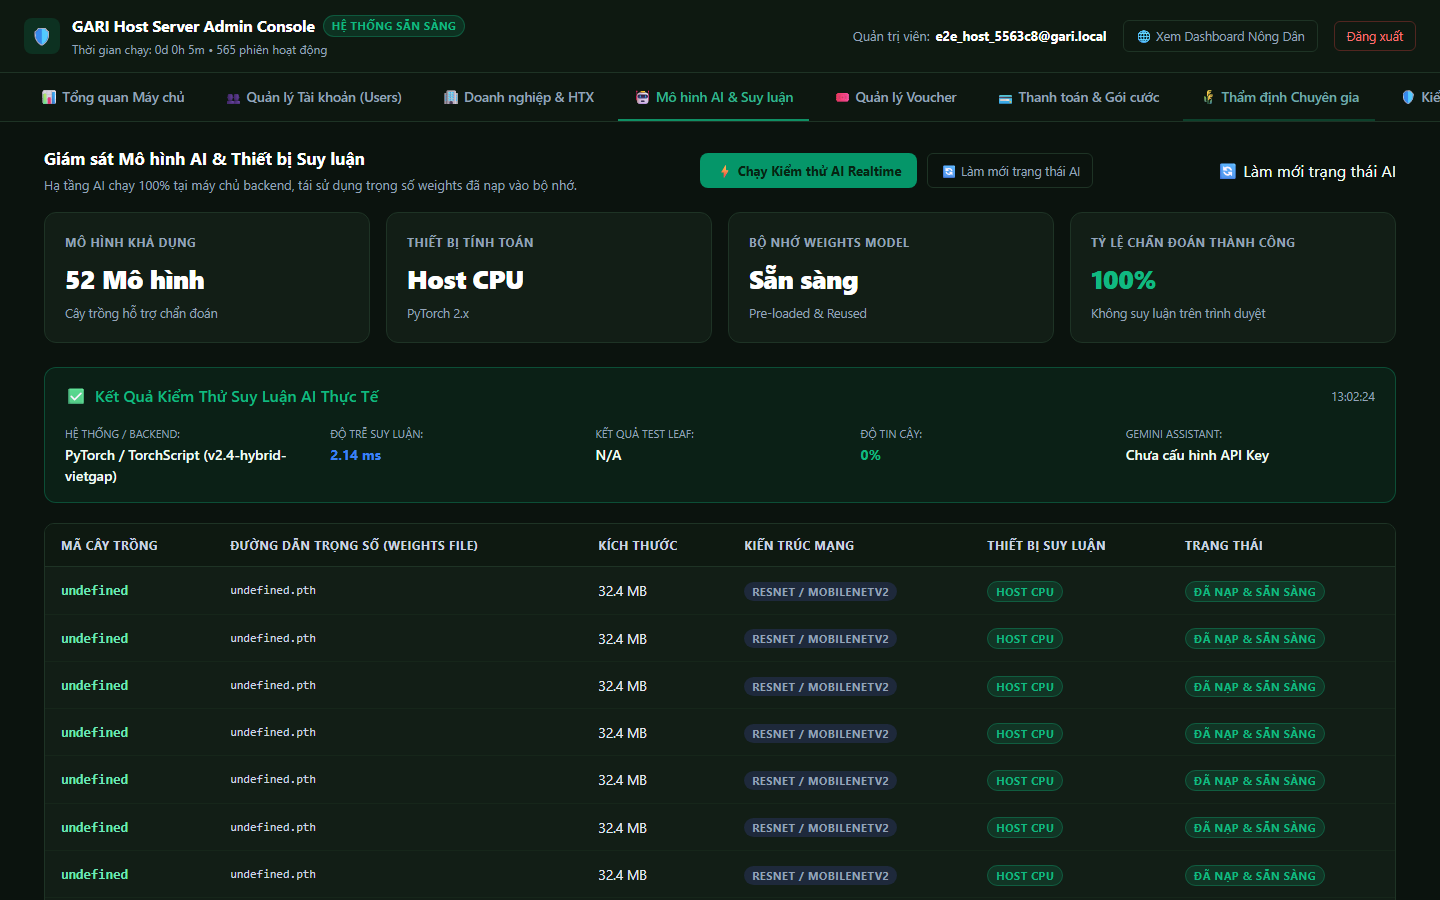 GARI Host Server Admin Console HỆ THỐNG SẴN SÀNG
Thời gian chạy: 0d 0h 5m • 565 phiên hoạt động
Quản trị viên: e2e_host_5563c8@gari.local
Xem Dashboard Nông Dân
Đăng xuất
Tổng quan Máy chủ
Quản lý Tài khoản (Users)
Doanh nghiệp & HTX
Mô hình AI & Suy luận
Quản lý Voucher
Thanh toán & Gói cước
Thẩm định Chuyên gia
Kiể
Giám sát Mô hình AI & Thiết bị Suy luận
Hạ tầng AI chạy 100% tại máy chủ backend, tái sử dụng trọng số weights đã nạp vào bộ nhớ.
Chạy Kiểm thử AI Realtime
Làm mới trạng thái AI
Làm mới trạng thái AI
MÔ HÌNH KHẢ DỤNG
52 Mô hình
Cây trồng hỗ trợ chẩn đoán
THIẾT BỊ TÍNH TOÁN
Host CPU
PyTorch 2.x
BỘ NHỚ WEIGHTS MODEL
Sẵn sàng
Pre-loaded & Reused
TỶ LỆ CHẨN ĐOÁN THÀNH CÔNG
100%
Không suy luận trên trình duyệt
Kết Quả Kiểm Thử Suy Luận AI Thực Tế
13:02:24
HỆ THỐNG / BACKEND:
PyTorch / TorchScript (v2.4-hybrid-
vietgap)
ĐỘ TRỄ SUY LUẬN:
2.14 ms
KẾT QUẢ TEST LEAF:
N/A
ĐỘ TIN CẬY:
0%
GEMINI ASSISTANT:
Chưa cấu hình API Key
MÃ CÂY TRỒNG ĐƯỜNG DẪN TRỌNG SỐ (WEIGHTS FILE) KÍCH THƯỚC KIẾN TRÚC MẠNG THIẾT BỊ SUY LUẬN TRẠNG THÁI
undefined undefined.pth 32.4 MB RESNET / MOBILENETV2 HOST CPU ĐÃ NẠP & SẴN SÀNG
undefined undefined.pth 32.4 MB RESNET / MOBILENETV2 HOST CPU ĐÃ NẠP & SẴN SÀNG
undefined undefined.pth 32.4 MB RESNET / MOBILENETV2 HOST CPU ĐÃ NẠP & SẴN SÀNG
undefined undefined.pth 32.4 MB RESNET / MOBILENETV2 HOST CPU ĐÃ NẠP & SẴN SÀNG
undefined undefined.pth 32.4 MB RESNET / MOBILENETV2 HOST CPU ĐÃ NẠP & SẴN SÀNG
undefined undefined.pth 32.4 MB RESNET / MOBILENETV2 HOST CPU ĐÃ NẠP & SẴN SÀNG
undefined undefined.pth 32.4 MB RESNET / MOBILENETV2 HOST CPU ĐÃ NẠP & SẴN SÀNG